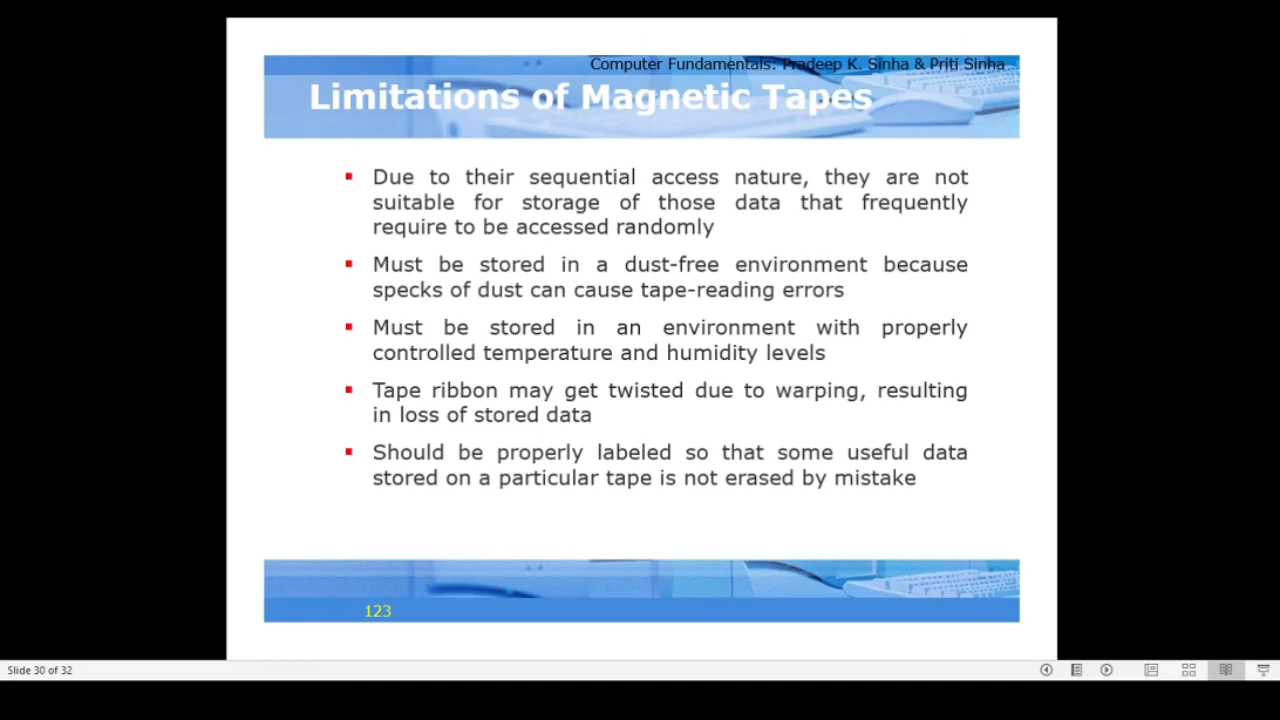 Computer Fundamentals: Pradeep K. Sinha & Priti Sinha
Limitations of Magnetic Tapes
Due to their sequential access nature, they are not
suitable for storage of those data that frequently
require to be accessed randomly
Must be stored in a dust-free environment because
specks of dust can cause tape-reading errors
Must be stored in an environment with properly
controlled temperature and humidity levels
Tape ribbon may get twisted due to warping, resulting
in loss of stored data
Should be properly labeled so that some useful data
stored on a particular tape is not erased by mistake
123
Slide 30 of 32